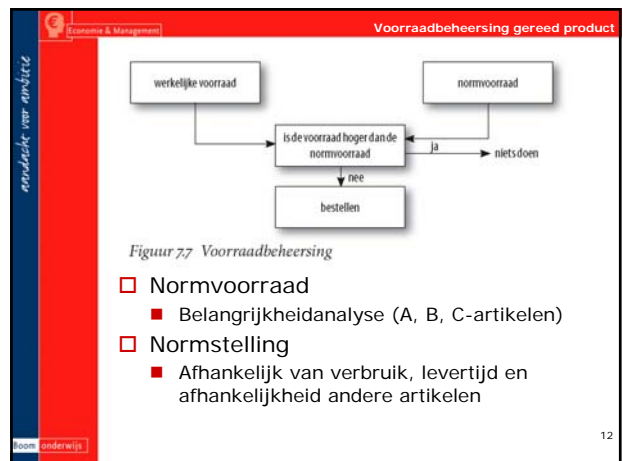 Economie & Management
Voorraadbeheersing gereed product
aandacht voor ambitie
werkelijke voorraad
normvoorraad
is de voorraad hoger dan de
normvoorraad
ja
niets doen
nee
bestellen
Figuur 7.7 Voorraadbeheersing
Normvoorraad
Belangrijkheidanalyse (A, B, C-artikelen)
Normstelling
Afhankelijk van verbruik, levertijd en
afhankelijkheid andere artikelen
12
Boom onderwijs